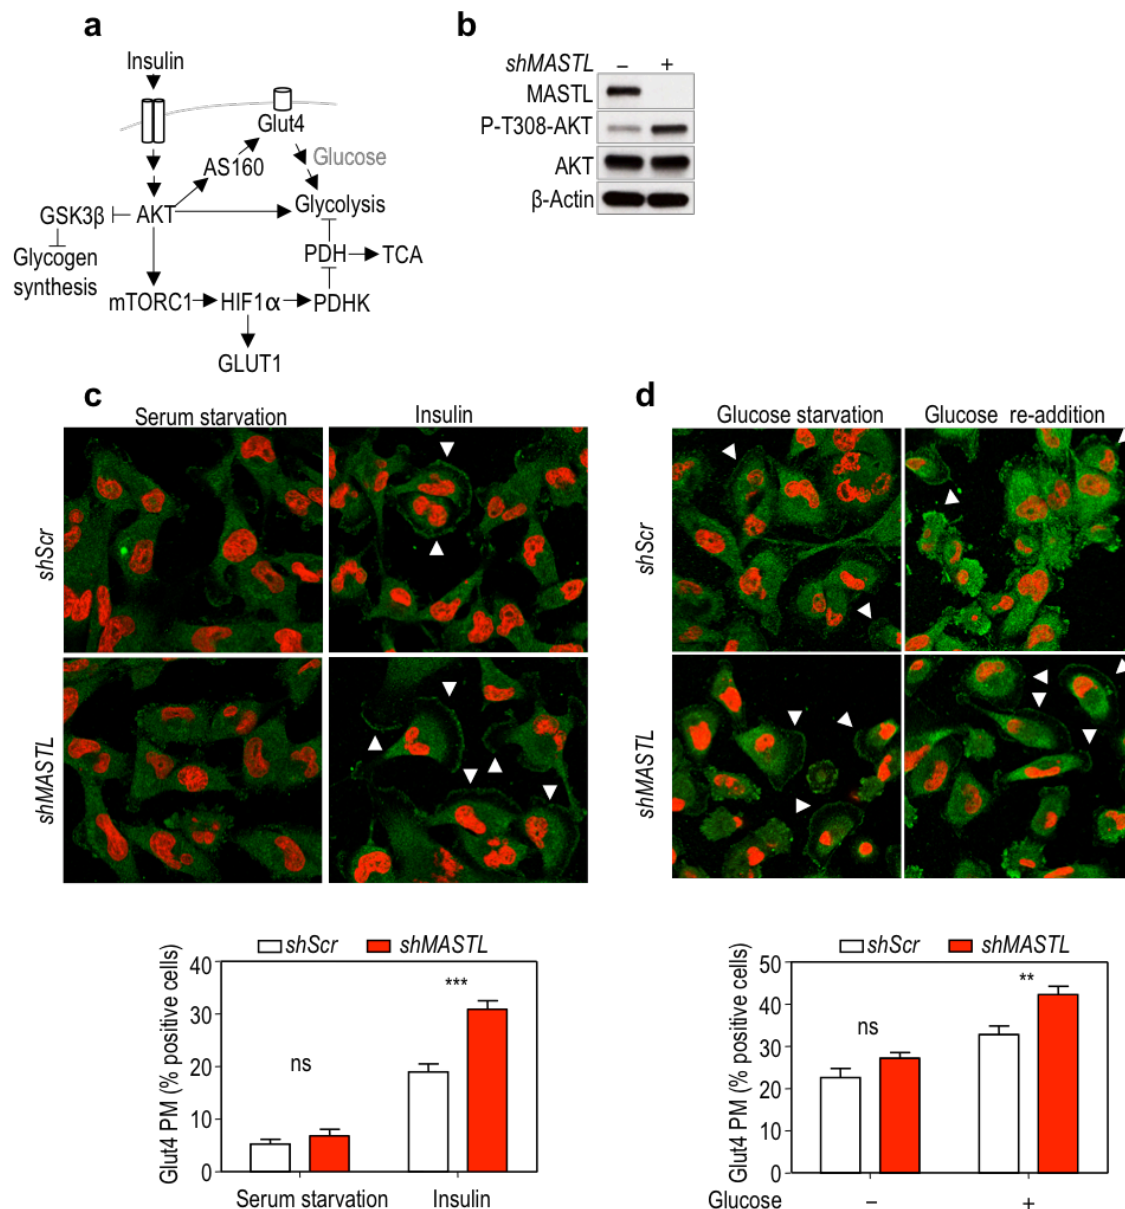 a
Insulin
Glut4
Glucose
AS160
GSK3β
AKT
Glycolysis
Glycogen
synthesis
PDH
TCA
mTORC1
HIF1α
PDHK
GLUT1
b
shMASTL – +
MASTL
P-T308-AKT
AKT
β-Actin
c
Serum starvation
Insulin
shScr
shMASTL
shScr
shMASTL
Glut4 PM (% positive cells)
40
30
20
10
0
ns
***
Serum starvation
Insulin
d
Glucose starvation
Glucose re-addition
shScr
shMASTL
shScr
shMASTL
Glut4 PM (% positive cells)
50
40
30
20
10
0
ns
**
Glucose – +